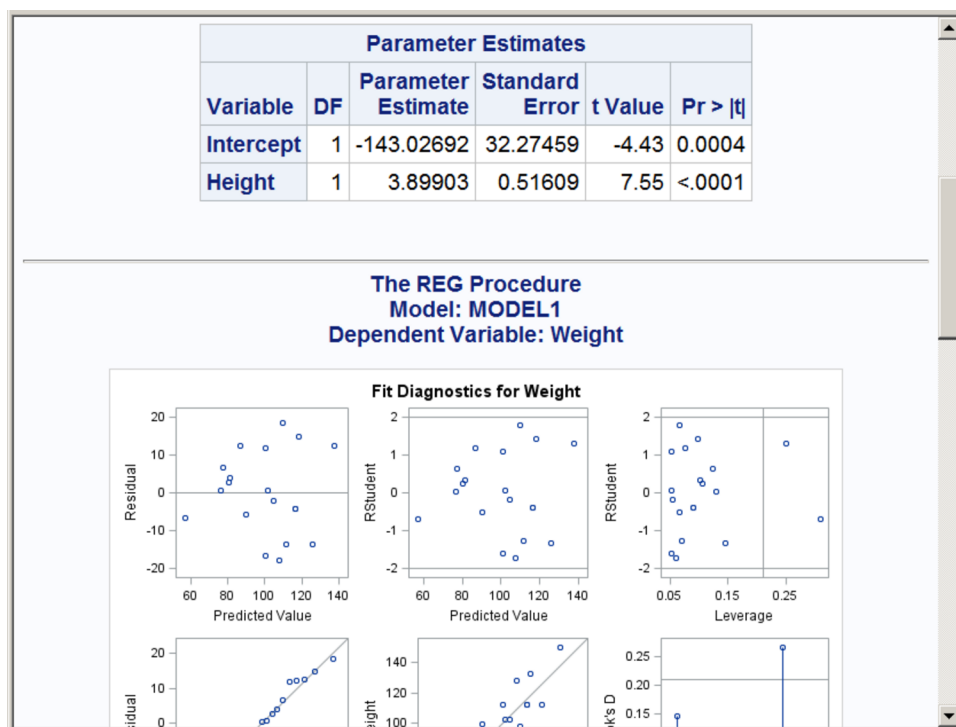 Parameter Estimates
Variable DF Parameter Estimate Standard Error t Value Pr > |t|
Intercept 1 -143.02692 32.27459 -4.43 0.0004
Height 1 3.89903 0.51609 7.55 <.0001
The REG Procedure
Model: MODEL1
Dependent Variable: Weight
Fit Diagnostics for Weight
Residual
20
10
0
-10
-20
60 80 100 120 140
Predicted Value
RStudent
2
1
0
-1
-2
60 80 100 120 140
Predicted Value
RStudent
2
1
0
-1
-2
0.05 0.15 0.25
Leverage
sidual
20
10
0
eight
140
120
100
k's D
0.25
0.20
0.15